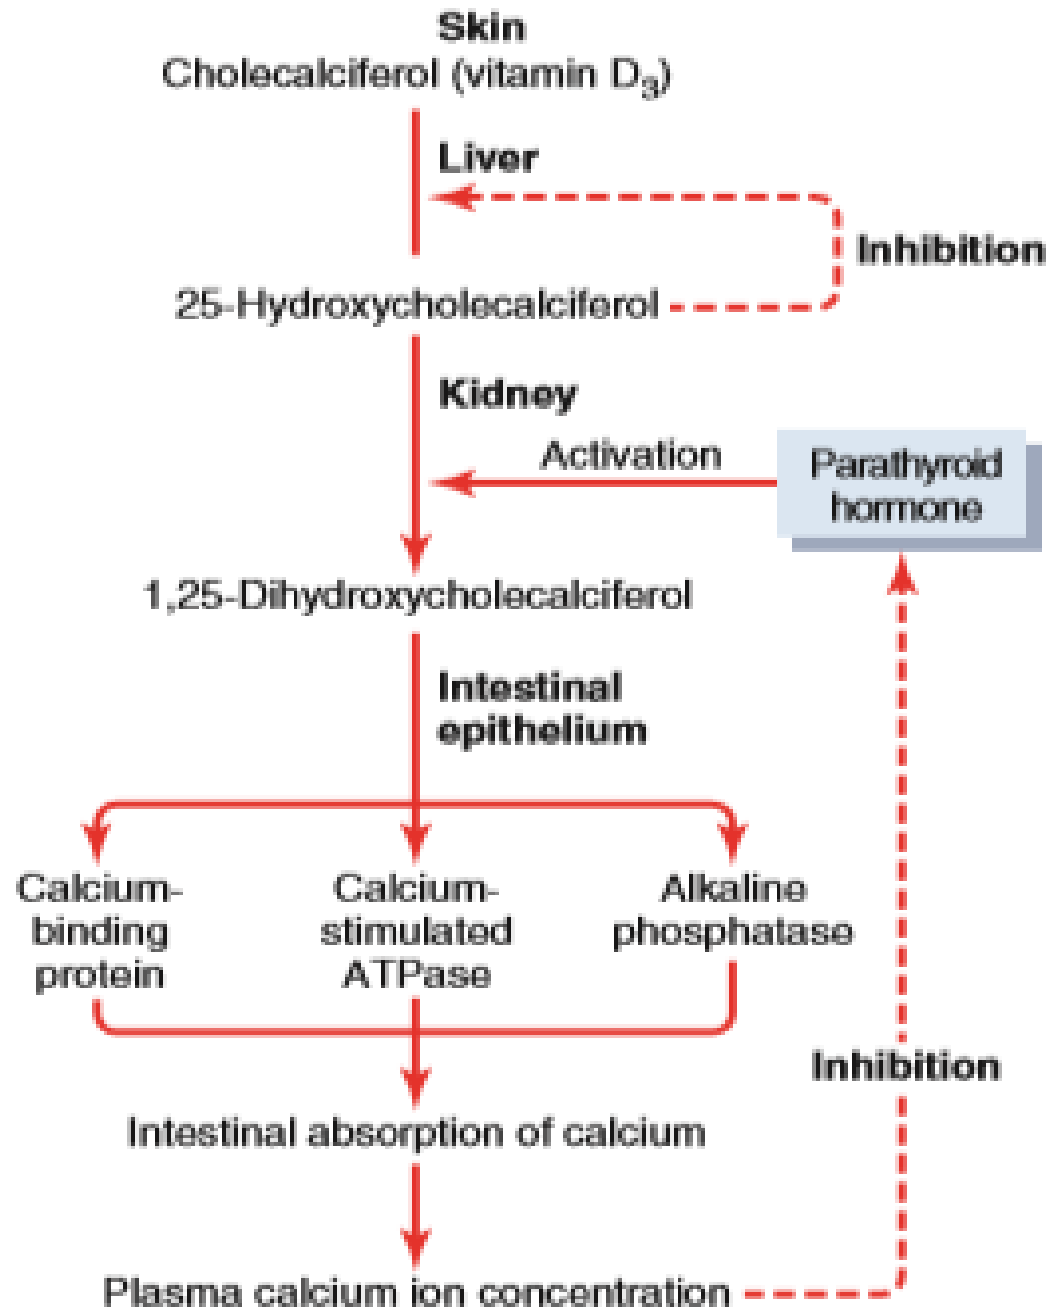 Skin
Cholecalciferol (vitamin D3)
Liver
Inhibition
25-Hydroxycholecalciferol
Kidney
Activation
Parathyroid
hormone
1,25-Dihydroxycholecalciferol
Intestinal
epithelium
Calcium-
binding
protein
Calcium-
stimulated
ATPase
Alkaline
phosphatase
Inhibition
Intestinal absorption of calcium
Plasma calcium ion concentration